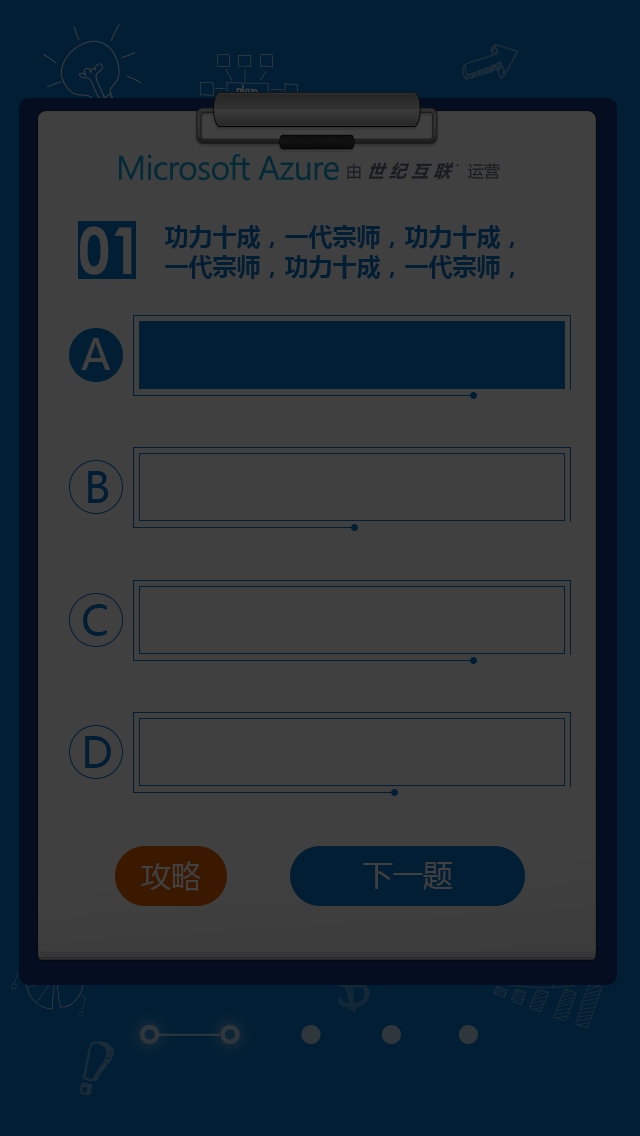 plan
Microsoft Azure 由 世纪互联 运营
01
功力十成，一代宗师，功力十成，
一代宗师，功力十成，一代宗师，
A
B
C
D
攻略
下一题